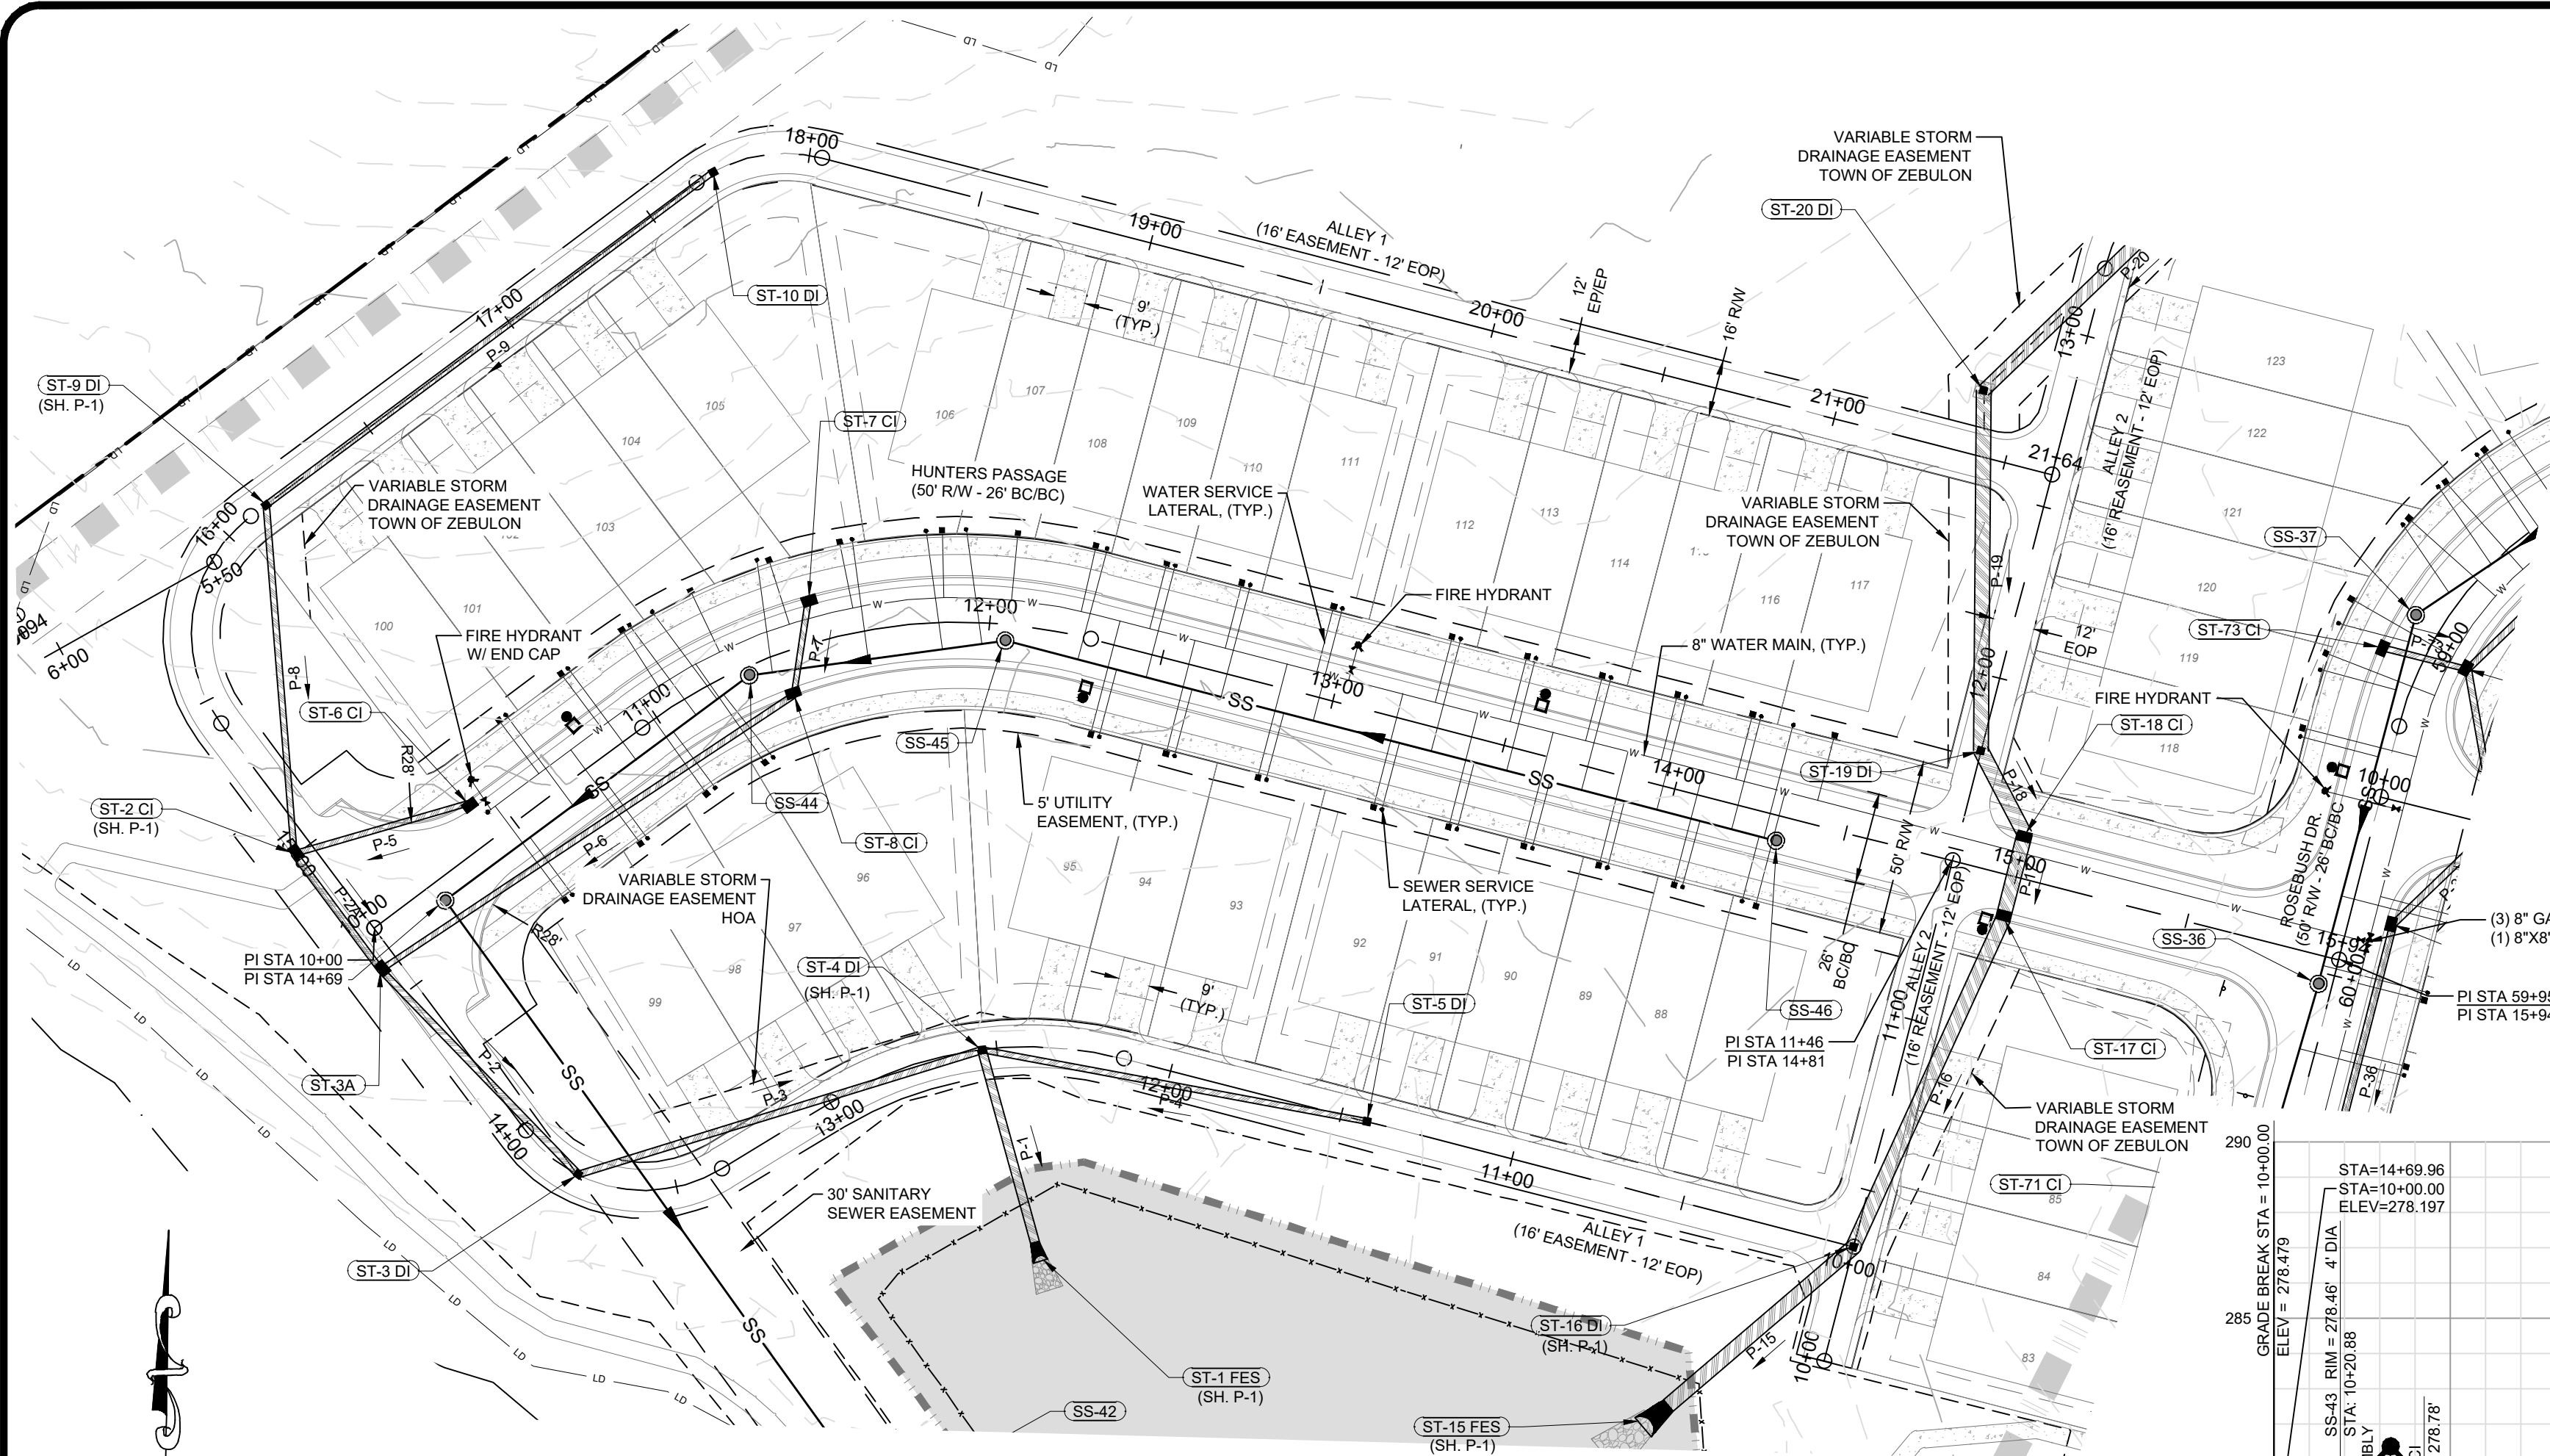 18+00
VARIABLE STORM
DRAINAGE EASEMENT
TOWN OF ZEBULON
ST-20 DI
19+00
ALLEY 1
(16' EASEMENT - 12' EOP)
12'
EP/EP
16' R/W
20+00
21+00
21+64
P-20
13+00
ALLEY 2
(16' REASEMENT - 12' EOP)
ST-10 DI
17+00
P-9
9'
(TYP.)
ST-9 DI
(SH. P-1)
VARIABLE STORM
DRAINAGE EASEMENT
TOWN OF ZEBULON
16+00
5+50
6+00
ST-7 CI
HUNTERS PASSAGE
(50' R/W - 26' BC/BC)
WATER SERVICE
LATERAL, (TYP.)
VARIABLE STORM
DRAINAGE EASEMENT
TOWN OF ZEBULON
105
104
103
101
100
106
107
108
109
110
111
112
113
114
116
117
123
122
121
120
119
118
FIRE HYDRANT
W/ END CAP
FIRE HYDRANT
8" WATER MAIN, (TYP.)
P-19
12'
EOP
12+00
SS-37
ST-73 CI
59+00
FIRE HYDRANT
ST-18 CI
P-8
ST-6 CI
R28'
11+00
P-7
12+00
13+00
SS
14+00
SS
SS
SS-45
SS-44
ST-8 CI
5' UTILITY
EASEMENT, (TYP.)
ST-2 CI
(SH. P-1)
P-5
P-6
P-2A
10+00
ST-19 DI
P-18
50' R/W
26'
BC/BC
15+00
P-17
10+00
SS
ROSEBUSH DR.
(50' R/W - 26' BC/BC
VARIABLE STORM
DRAINAGE EASEMENT
HOA
SEWER SERVICE
LATERAL, (TYP.)
96
97
98
99
95
94
93
92
91
90
89
88
R28'
PI STA 10+00
PI STA 14+69
ST-4 DI
(SH. P-1)
9'
(TYP.)
ST-5 DI
SS-46
PI STA 11+46
PI STA 14+81
11+00
ALLEY 2
(16' REASEMENT - 12' EOP)
SS-36
15+94
60+00
(3) 8" GA
(1) 8"X8"
PI STA 59+95
PI STA 15+94
ST-17 CI
P-16
P-36
ST-3A
P-2
14+00
SS
P-3
13+00
12+00
P-4
P-1
11+00
VARIABLE STORM
DRAINAGE EASEMENT
TOWN OF ZEBULON
ST-71 CI
85
84
83
30' SANITARY
SEWER EASEMENT
ALLEY 1
(16' EASEMENT - 12' EOP)
10+00
ST-3 DI
SS
ST-16 DI
(SH. P-1)
P-15
10+00
ST-1 FES
(SH. P-1)
SS-42
ST-15 FES
(SH. P-1)
290
285
GRADE BREAK STA = 10+00.00
ELEV = 278.479
STA=14+69.96
STA=10+00.00
ELEV=278.197
SS-43 RIM = 278.46' 4' DIA
STA: 10+20.88
278.78'